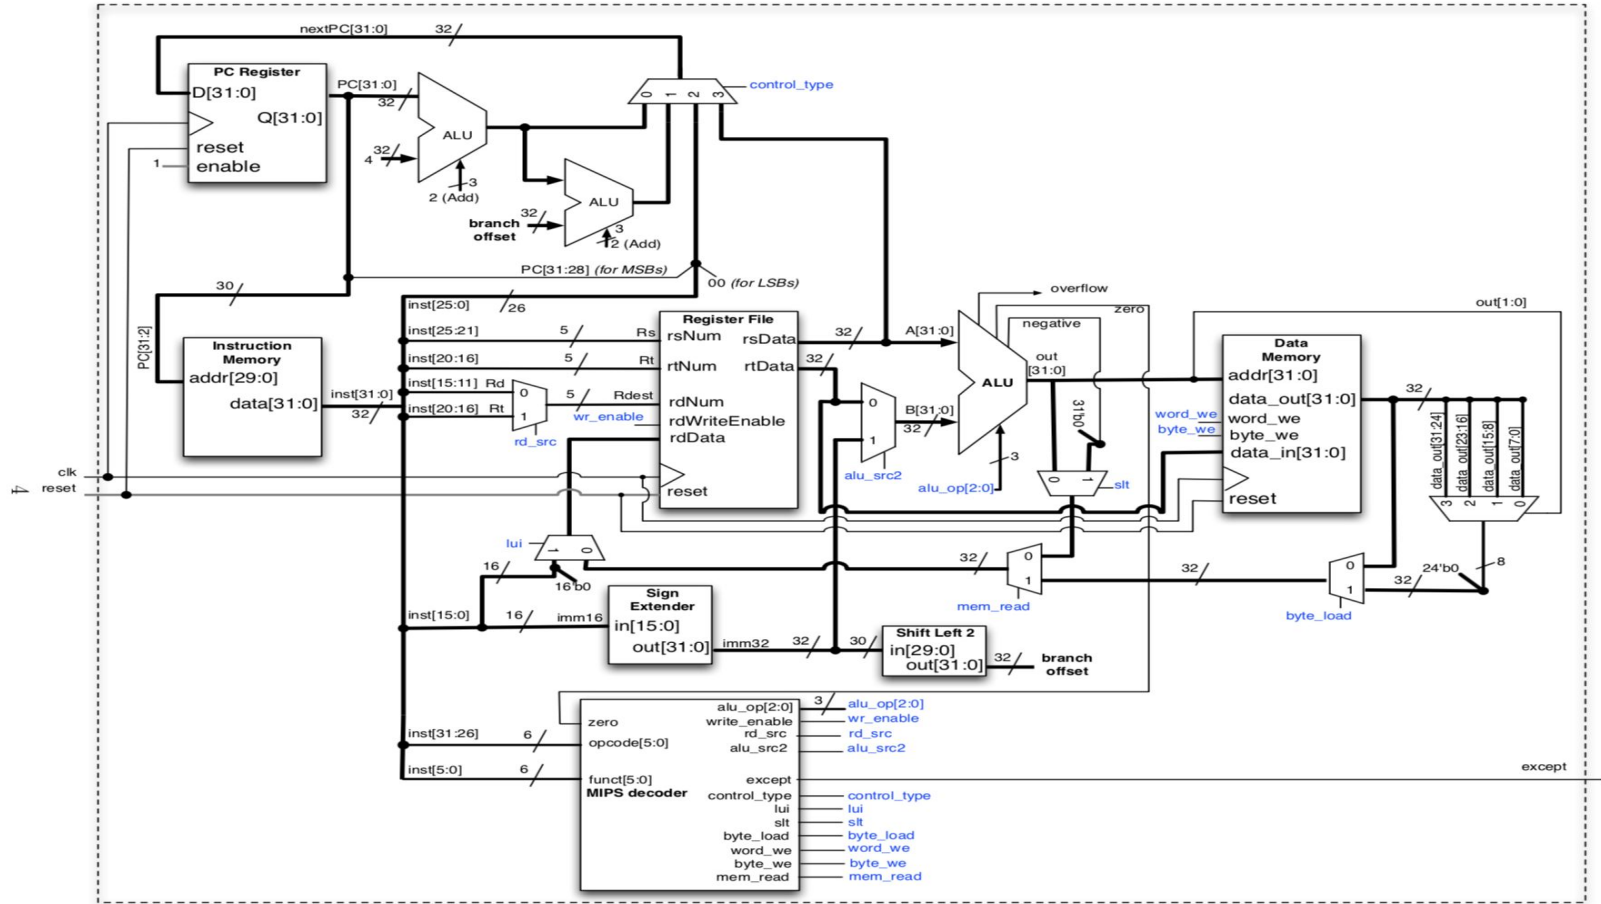 nextPC[31:0]
32
PC Register
D[31:0]
Q[31:0]
reset
enable
1
PC[31:0]
32
ALU
32
4
3
2 (Add)
0
1
2
3
control_type
ALU
32
branch
offset
3
2 (Add)
PC[31:28] (for MSBs)
00 (for LSBs)
30
PC[31:2]
Instruction
Memory
addr[29:0]
data[31:0]
inst[31:0]
32
inst[25:0]
26
inst[25:21]
5
Rs
inst[20:16]
5
Rt
inst[15:11] Rd
inst[20:16] Rt
0
1
rd_src
5
Rdest
wr_enable
Register File
rsNum
rsData
rtNum
rtData
rdNum
rdWriteEnable
rdData
reset
32
32
0
1
alu_src2
A[31:0]
B[31:0]
32
ALU
overflow
zero
negative
out
[31:0]
3
alu_op[2:0]
31'b0
0
1
slt
out[1:0]
Data
Memory
addr[31:0]
data_out[31:0]
word_we
byte_we
data_in[31:0]
reset
word_we
byte_we
32
data_out[31:24]
data_out[23:16]
data_out[15:8]
data_out[7:0]
3
2
1
0
clk
reset
4
lui
1
0
16
16'b0
32
0
1
mem_read
32
0
1
byte_load
32
24'b0
8
inst[15:0]
16
imm16
Sign
Extender
in[15:0]
out[31:0]
imm32
32
30
Shift Left 2
in[29:0]
out[31:0]
32
branch
offset
inst[31:26]
6
inst[5:0]
6
zero
opcode[5:0]
funct[5:0]
MIPS decoder
alu_op[2:0]
3
alu_op[2:0]
write_enable
wr_enable
rd_src
rd_src
alu_src2
alu_src2
except
except
control_type
control_type
lui
lui
slt
slt
byte_load
byte_load
word_we
word_we
byte_we
byte_we
mem_read
mem_read